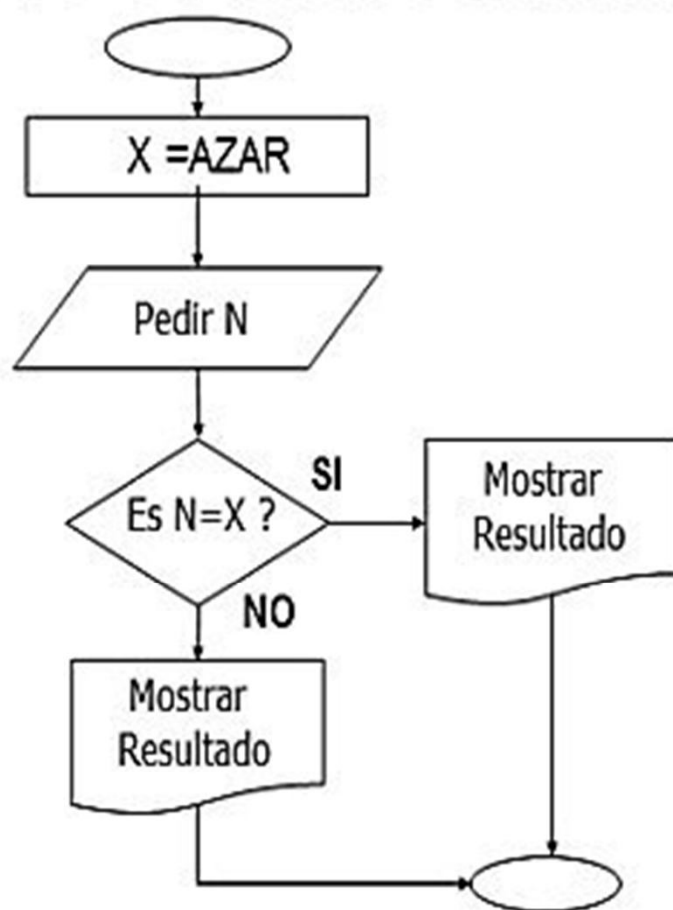 X =AZAR
Pedir N
Es N=X ?
SI
Mostrar
Resultado
NO
Mostrar
Resultado